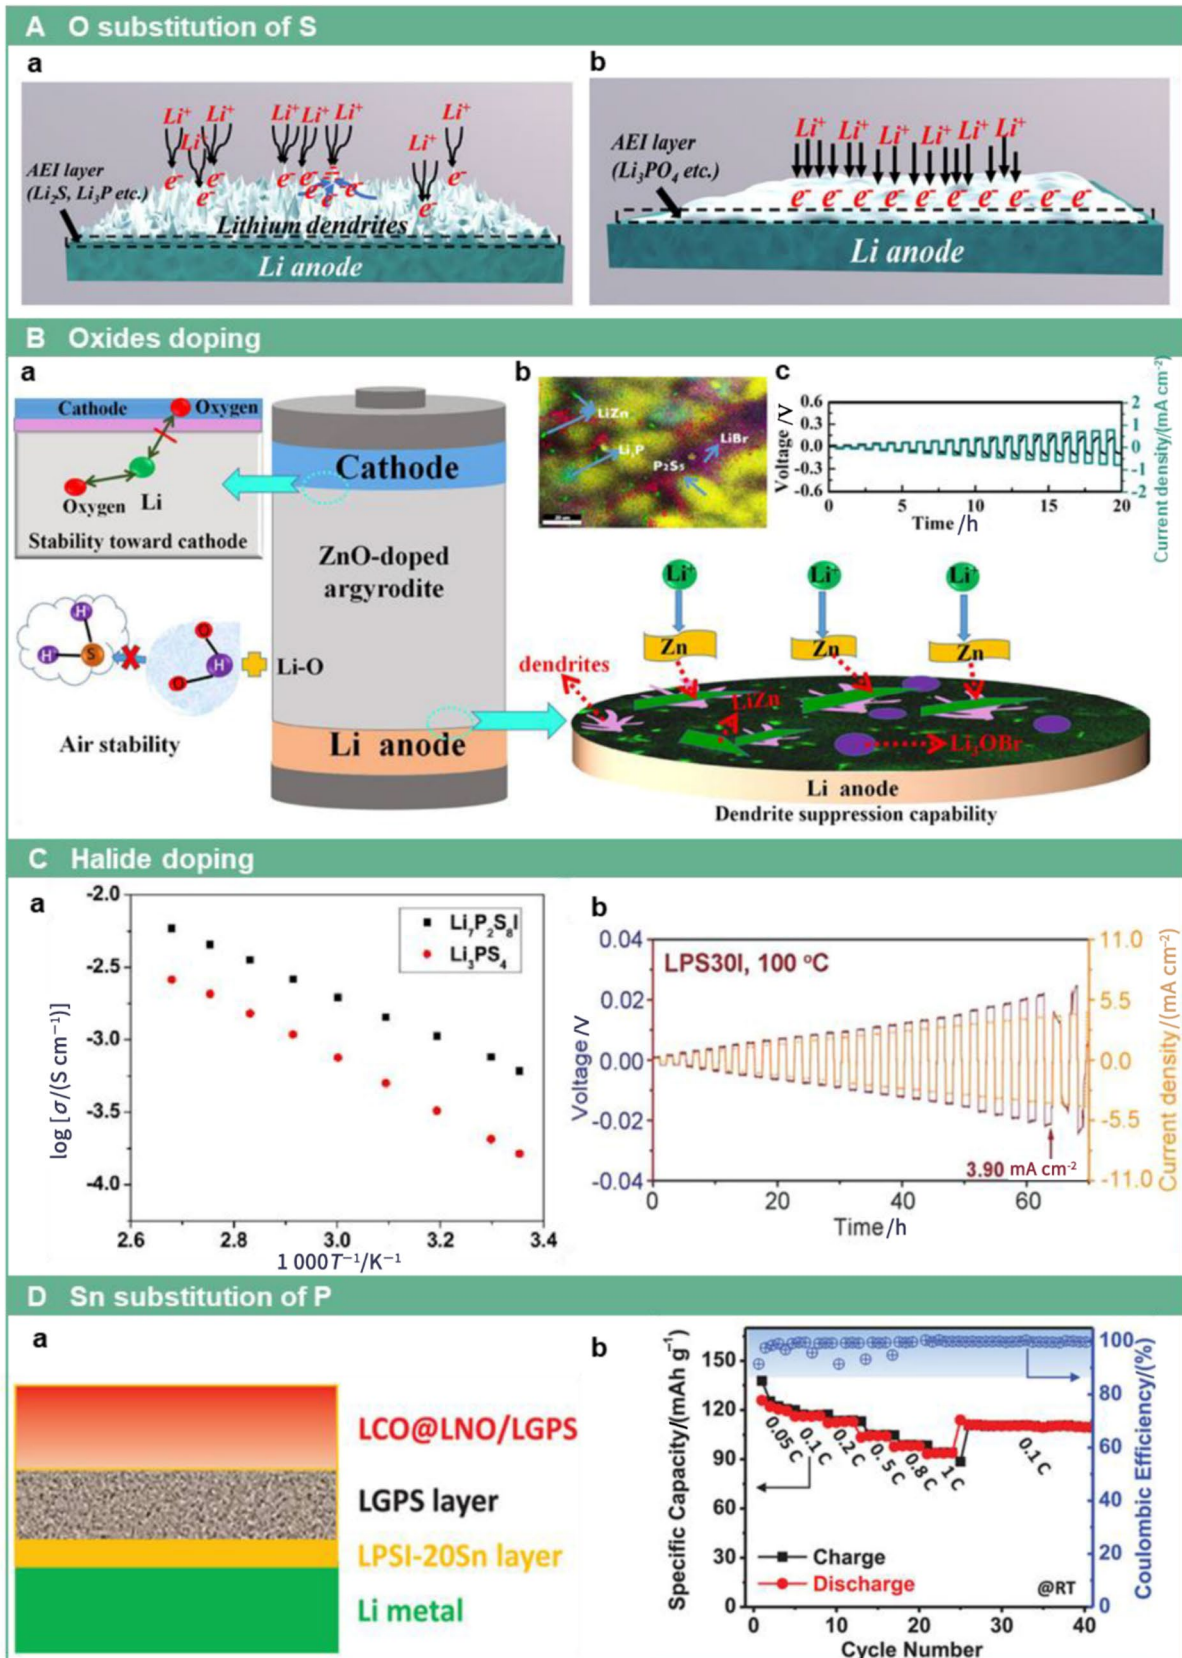 A O substitution of S
a
Li⁺ Li⁺ Li⁺ Li⁺ Li⁺ Li⁺
Li⁺ Li⁺
AEI layer
(Li₂S, Li₃P etc.)
e⁻ e⁻ e⁻ e⁻ e⁻ e⁻ e⁻ e⁻ e⁻
Lithium dendrites
Li anode
b
Li⁺ Li⁺ Li⁺ Li⁺ Li⁺ Li⁺
AEI layer
(Li₃PO₄ etc.)
e⁻ e⁻ e⁻ e⁻ e⁻ e⁻ e⁻ e⁻ e⁻ e⁻
Li anode
B Oxides doping
a
Cathode Oxygen
Oxygen Li
Stability toward cathode
H
H S
O
H
O
Li-O
Air stability
Cathode
ZnO-doped
argyrodite
Li anode
b
LiZn
Li₃P
LiBr
P₂S₅
c
Voltage /V
0.6
0.3
0.0
-0.3
-0.6
0 5 10 15 20
Time /h
2
1
0
-1
-2
Current density/(mA cm⁻²)
Li⁺ Li⁺ Li⁺
Zn Zn Zn
dendrites
LiZn
Li₃OBr
Li anode
Dendrite suppression capability
C Halide doping
a
log [σ/(S cm⁻¹)]
-2.0
-2.5
-3.0
-3.5
-4.0
Li₇P₂S₈I
Li₃PS₄
2.6 2.8 3.0 3.2 3.4
1 000T⁻¹/K⁻¹
b
Voltage /V
0.04
0.02
0.00
-0.02
-0.04
LPS30I, 100 °C
3.90 mA cm⁻²
0 20 40 60
Time /h
11.0
5.5
0.0
-5.5
-11.0
Current density /(mA cm⁻²)
D Sn substitution of P
a
LCO@LNO/LGPS
LGPS layer
LPSI-20Sn layer
Li metal
b
Specific Capacity/(mAh g⁻¹)
150
120
90
60
30
0
0.05 C 0.1 C 0.2 C 0.5 C 0.8 C 1 C 0.1 C
Charge
Discharge
@RT
0 10 20 30 40
Cycle Number
100
80
60
40
20
0
Coulombic Efficiency/(%)